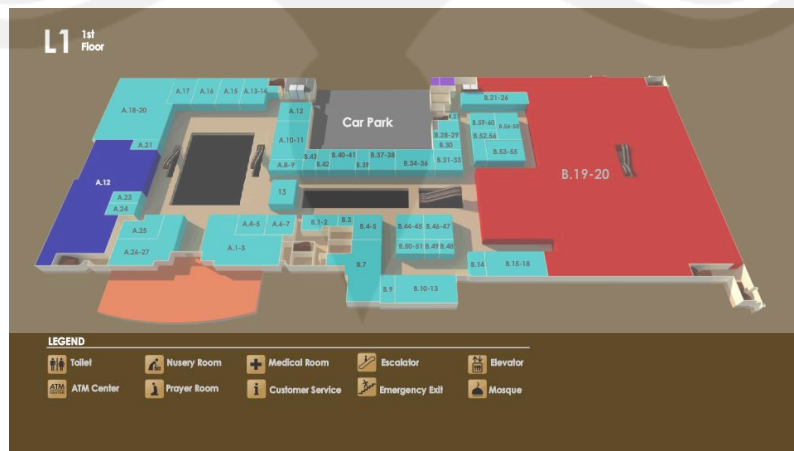 L1 1st
Floor
A.17 A.16 A.15 A.13-14
A.18-20
A.12
B.21-26
Car Park
A.21
A.10-11
B.28-29
B.59-60
B.30
B.53-55
A.12
A.8-9 B.43 B.42 B.40-41 B.39 B.37-38 B.34-36 B.31-33
B.19-20
A.23
A.24
13
A.25
A.4-5 A.6-7
B.1-2 B.3 B.4-5
B.44-45 B.46-47
A.26-27
A.1-3
B.50-51 B.49 B.48
B.7
B.14 B.15-18
B.9 B.10-13
LEGEND
Toilet
Nusery Room
Medical Room
Escalator
Elevator
ATM
ATM Center
Prayer Room
Customer Service
Emergency Exit
Mosque